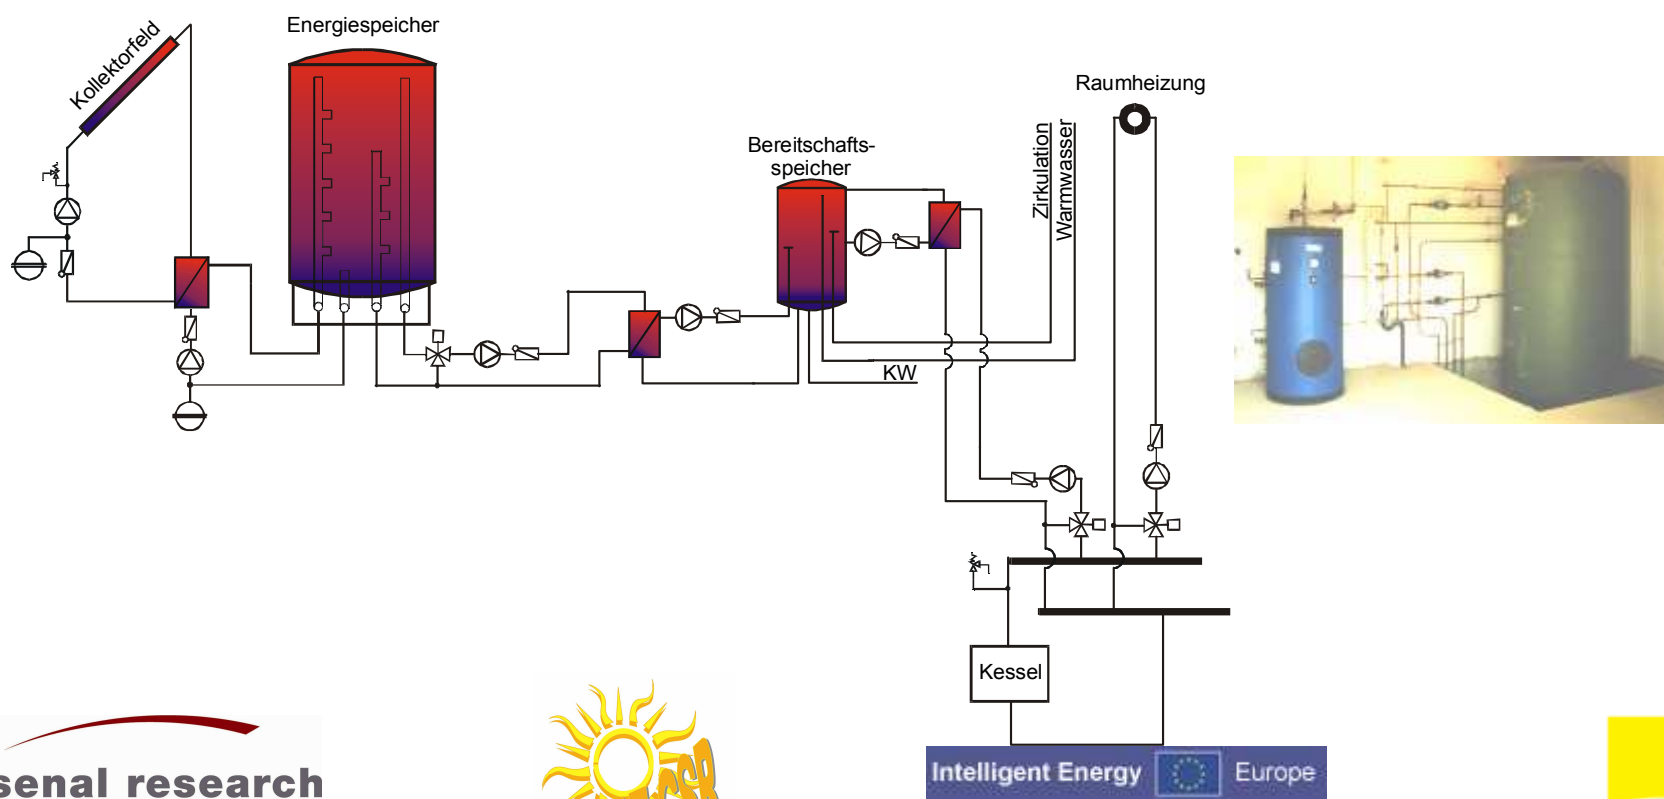 Energiespeicher
Kollektorfeld
Raumheizung
Bereitschafts-
speicher
Zirkulation
Warmwasser
KW
Kessel
senal research
Intelligent Energy Europe